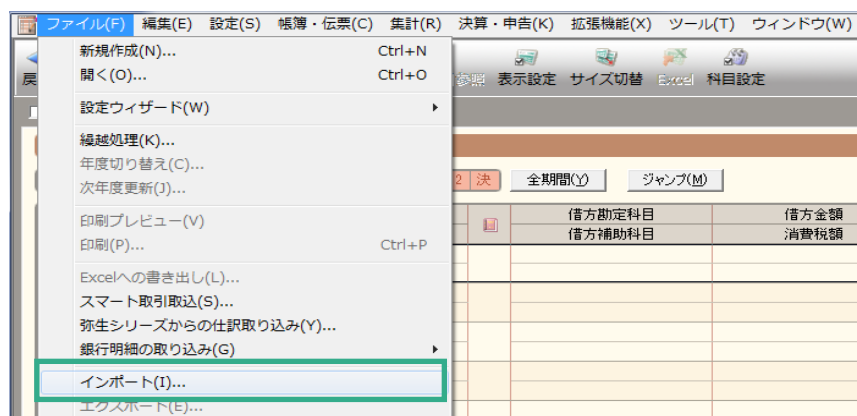 ファイル(F) 編集(E) 設定(S) 帳簿・伝票(C) 集計(R) 決算・申告(K) 拡張機能(X) ツール(T) ウィンドウ(W)
戻 参照 表示設定 サイズ切替 Excel 科目設定
新規作成(N)... Ctrl+N
開く(O)... Ctrl+O
設定ウィザード(W)
繰越処理(K)...
年度切り替え(C)...
次年度更新(J)...
2 決 全期間(Y) ジャンプ(M)
印刷プレビュー(V)
印刷(P)... Ctrl+P
借方勘定科目 借方金額
借方補助科目 消費税額
Excelへの書き出し(L)...
スマート取引取込(S)...
弥生シリーズからの仕訳取り込み(Y)...
銀行明細の取り込み(G)
インポート(I)...
エクスポート(E)...